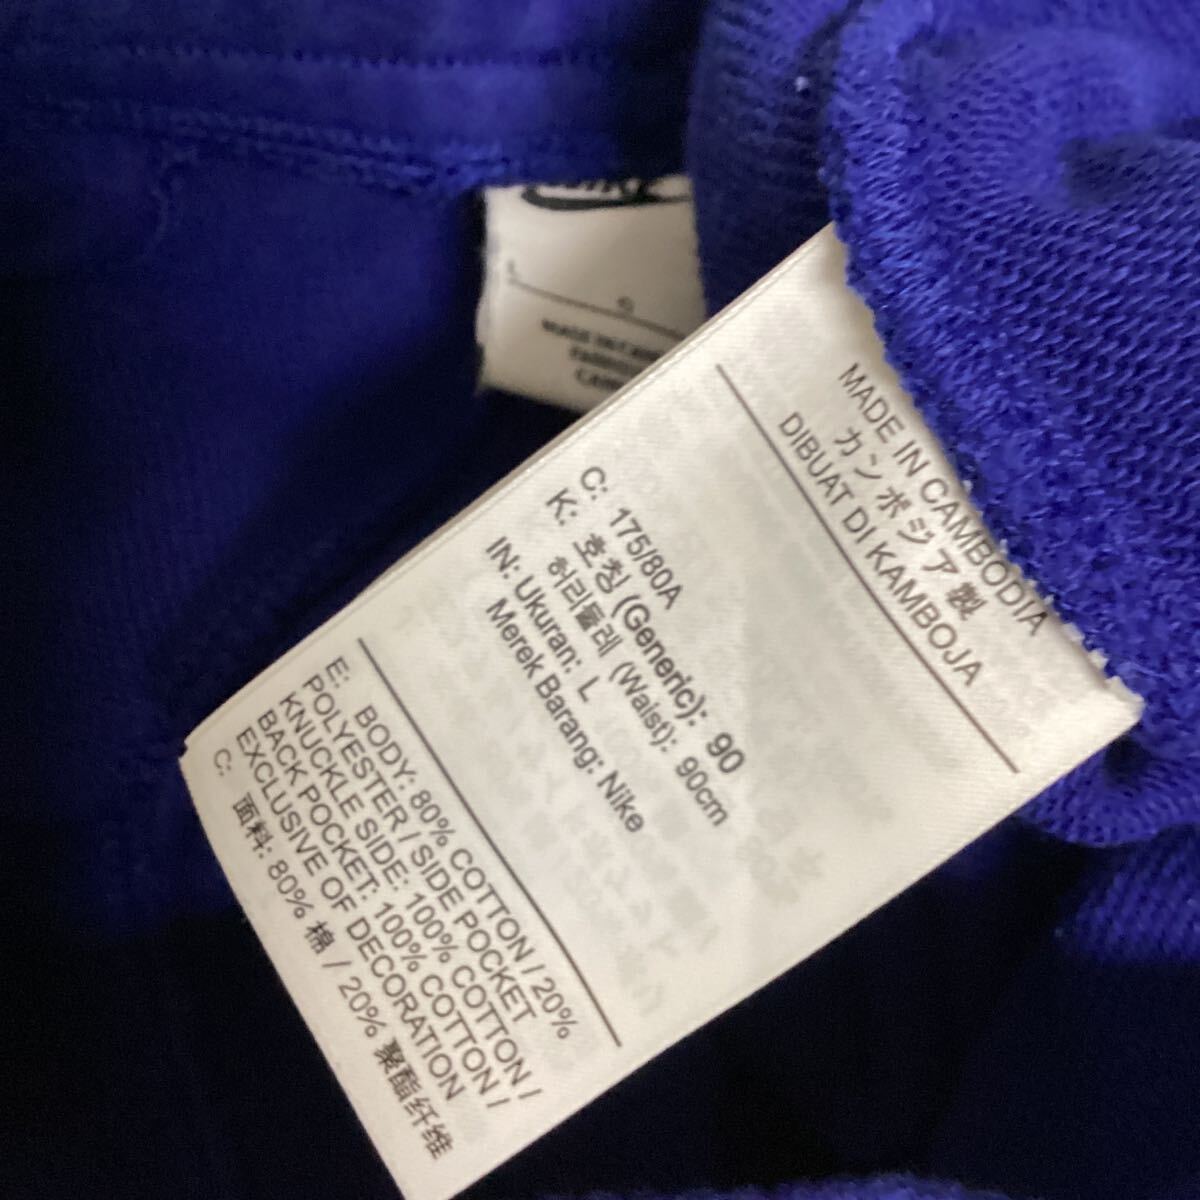 MADE IN CAMBODIA
カンボジア製
DIBUAT DI KAMBOJA
C: 175/80A
K: 호칭 (Generic): 90
허리둘레 (Waist): 90cm
IN: Ukuran: L
Merek Barang: Nike
E: BODY: 80% COTTON / 20%
POLYESTER / SIDE POCKET
KNUCKLE SIDE: 100% COTTON /
BACK POCKET: 100% COTTON /
EXCLUSIVE OF DECORATION
C: 面料: 80% 棉 / 20% 聚酯纤维
L
MADE IN